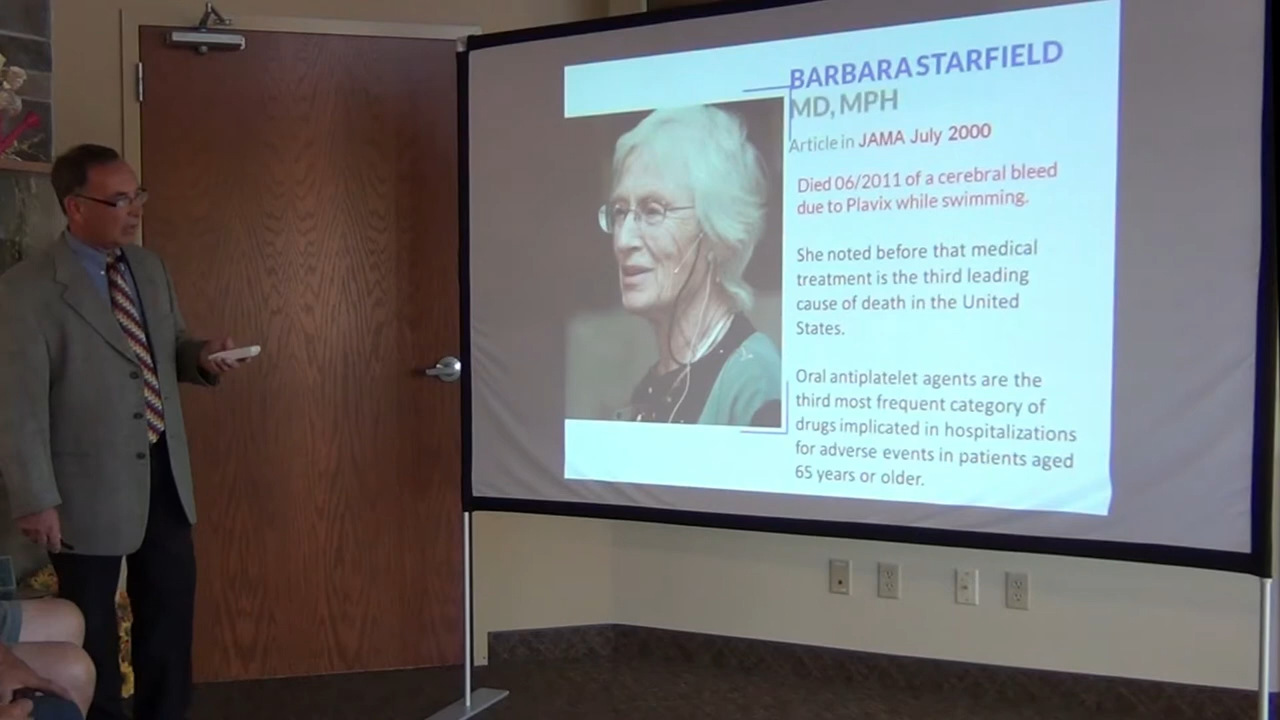 BARBARA STARFIELD
MD, MPH
Article in JAMA July 2000
Died 06/2011 of a cerebral bleed
due to Plavix while swimming.
She noted before that medical
treatment is the third leading
cause of death in the United
States.
Oral antiplatelet agents are the
third most frequent category of
drugs implicated in hospitalizations
for adverse events in patients aged
65 years or older.